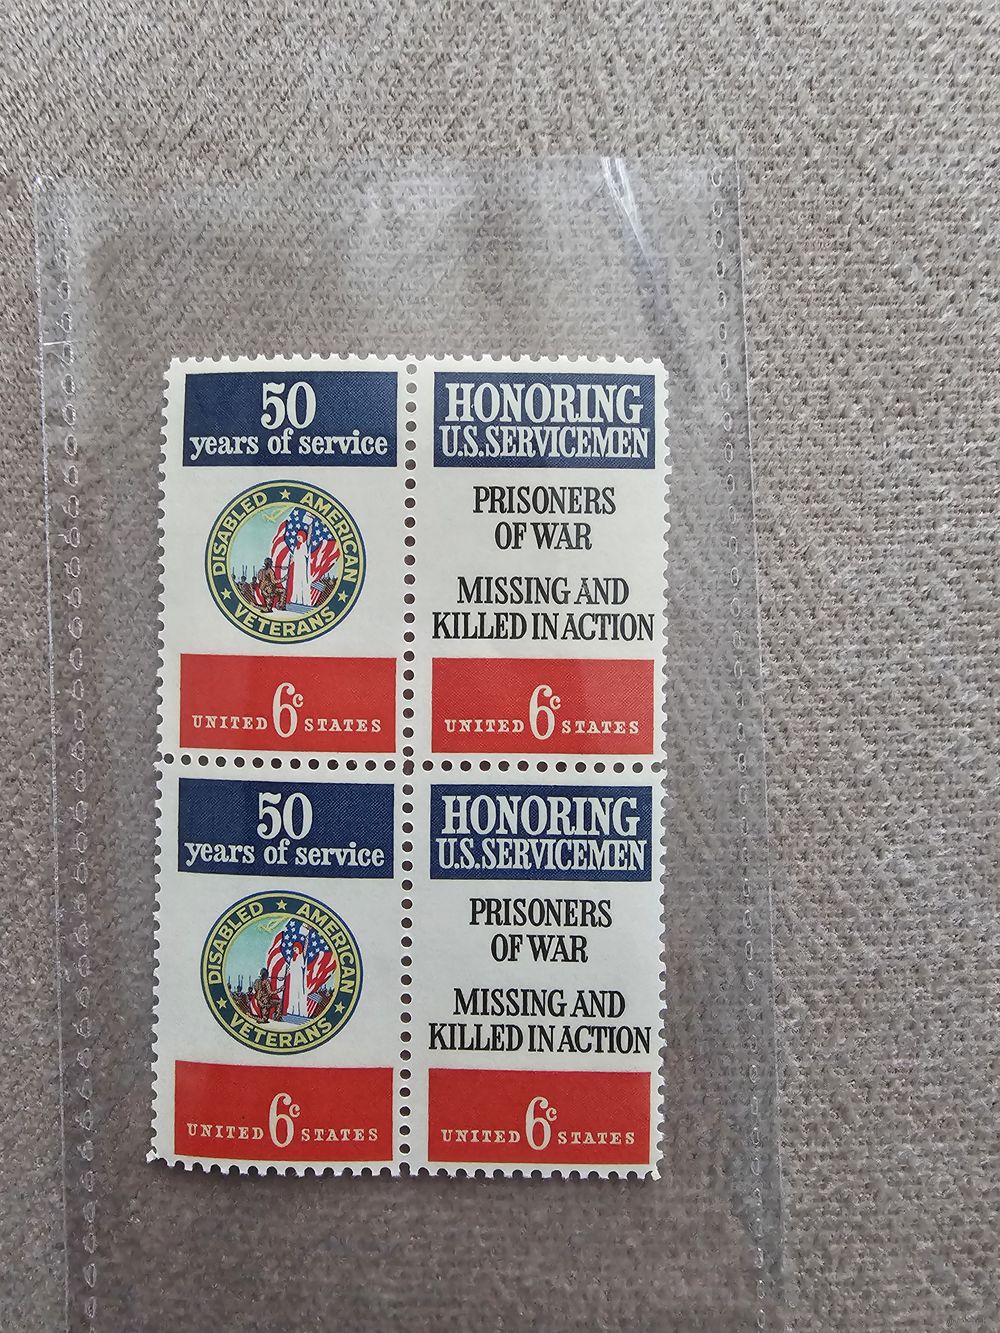 50
years of service
DISABLED ★ AMERICAN
★ VETERANS ★
UNITED 6c STATES
HONORING
U.S. SERVICEMEN
PRISONERS
OF WAR
MISSING AND
KILLED IN ACTION
UNITED 6c STATES
50
years of service
DISABLED ★ AMERICAN
★ VETERANS ★
UNITED 6c STATES
HONORING
U.S. SERVICEMEN
PRISONERS
OF WAR
MISSING AND
KILLED IN ACTION
UNITED 6c STATES